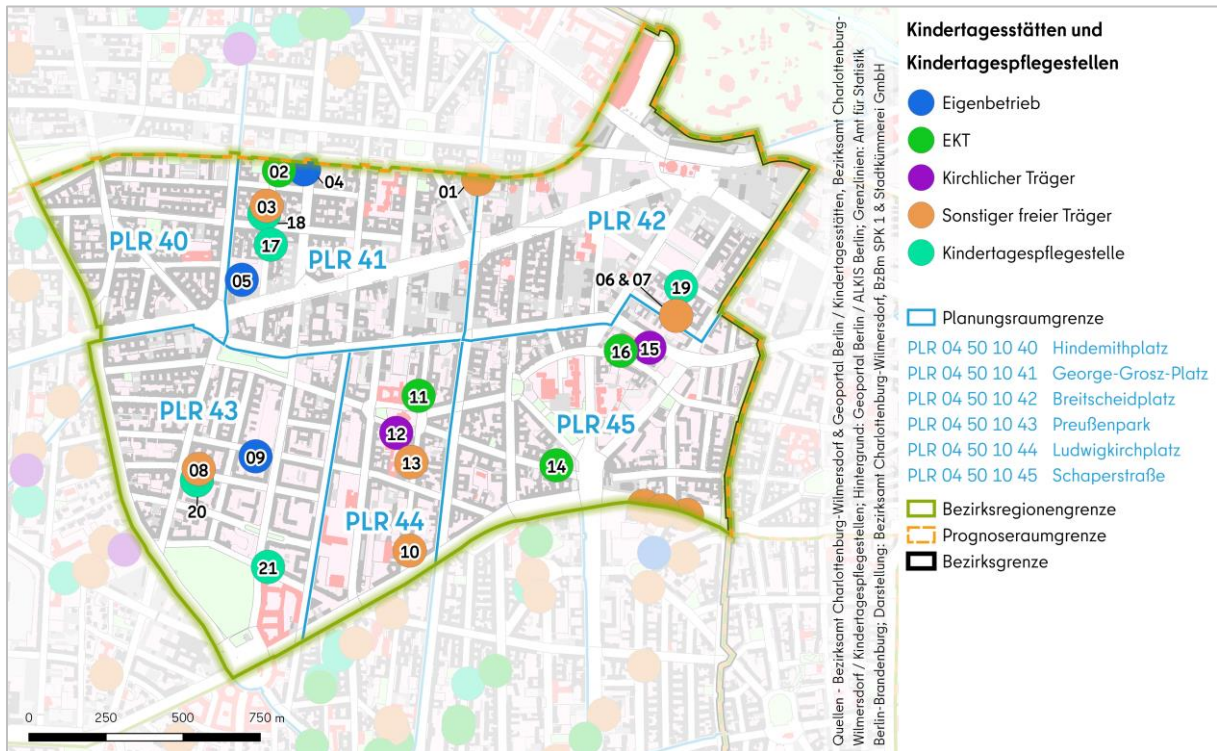 02
04
01
03
18
17
05
PLR 40
PLR 41
PLR 42
06 & 07
19
16
15
11
12
13
PLR 43
PLR 45
09
08
20
14
PLR 44
10
21
0 250 500 750 m
Quellen - Bezirksamt Charlottenburg-Wilmersdorf & Geoportal Berlin / Kindertagesstätten, Bezirksamt Charlottenburg-
Wilmersdorf / Kindertagespflegestellen; Hintergrund: Geoportal Berlin / ALKIS Berlin; Grenzlinien: Amt für Statistik
Berlin-Brandenburg; Darstellung: Bezirksamt Charlottenburg-Wilmersdorf, BzBm SPK 1 & Stadtkümmerei GmbH
Kindertagesstätten und
Kindertagespflegestellen
Eigenbetrieb
EKT
Kirchlicher Träger
Sonstiger freier Träger
Kindertagespflegestelle
Planungsraumgrenze
PLR 04 50 10 40 Hindemithplatz
PLR 04 50 10 41 George-Grosz-Platz
PLR 04 50 10 42 Breitscheidplatz
PLR 04 50 10 43 Preußenpark
PLR 04 50 10 44 Ludwigkirchplatz
PLR 04 50 10 45 Schaperstraße
Bezirksregionengrenze
Prognoseraumgrenze
Bezirksgrenze